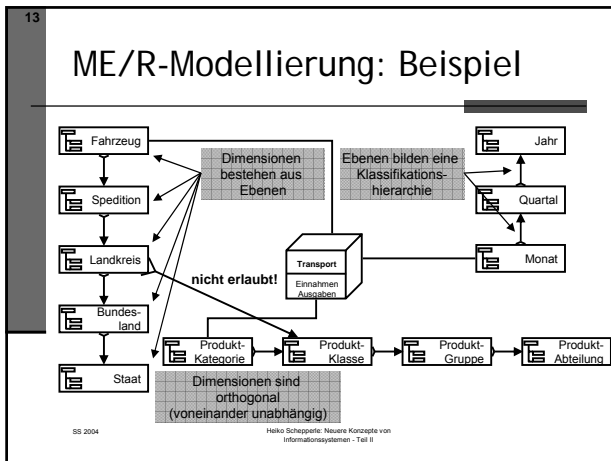 13
ME/R-Modellierung: Beispiel
Fahrzeug
Spedition
Landkreis
Bundes-
land
Staat
Dimensionen
bestehen aus
Ebenen
Ebenen bilden eine
Klassifikations-
hierarchie
Jahr
Quartal
Monat
nicht erlaubt!
Transport
Einnahmen
Ausgaben
Produkt-
Kategorie
Produkt-
Klasse
Produkt-
Gruppe
Produkt-
Abteilung
Dimensionen sind
orthogonal
(voneinander unabhängig)
SS 2004
Heiko Schepperle: Neuere Konzepte von
Informationssystemen - Teil II